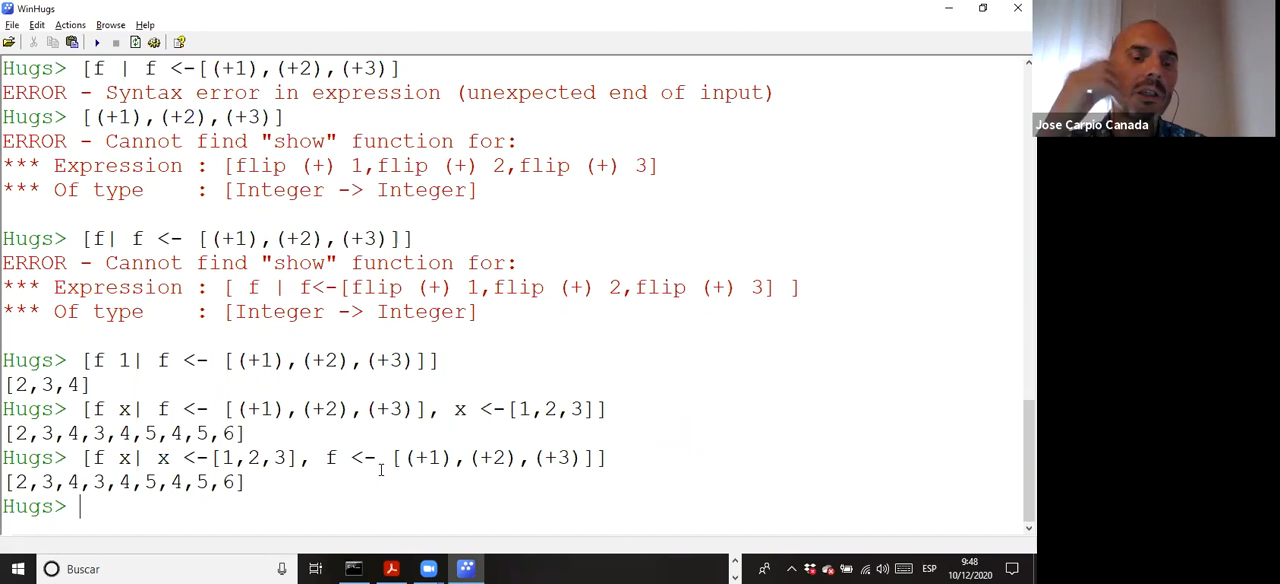 WinHugs
File Edit Actions Browse Help
Hugs> [f | f <-[(+1),(+2),(+3)]
ERROR - Syntax error in expression (unexpected end of input)
Hugs> [(+1),(+2),(+3)]
ERROR - Cannot find "show" function for:
*** Expression : [flip (+) 1,flip (+) 2,flip (+) 3]
*** Of type : [Integer -> Integer]
Hugs> [f| f <- [(+1),(+2),(+3)]]
ERROR - Cannot find "show" function for:
*** Expression : [ f | f<-[flip (+) 1,flip (+) 2,flip (+) 3] ]
*** Of type : [Integer -> Integer]
Hugs> [f 1| f <- [(+1),(+2),(+3)]]
[2,3,4]
Hugs> [f x| f <- [(+1),(+2),(+3)], x <-[1,2,3]]
[2,3,4,3,4,5,4,5,6]
Hugs> [f x| x <-[1,2,3], f <- [(+1),(+2),(+3)]]
[2,3,4,3,4,5,4,5,6]
Hugs>
Jose Carpio Canada
Buscar
ESP
9:48
10/12/2020